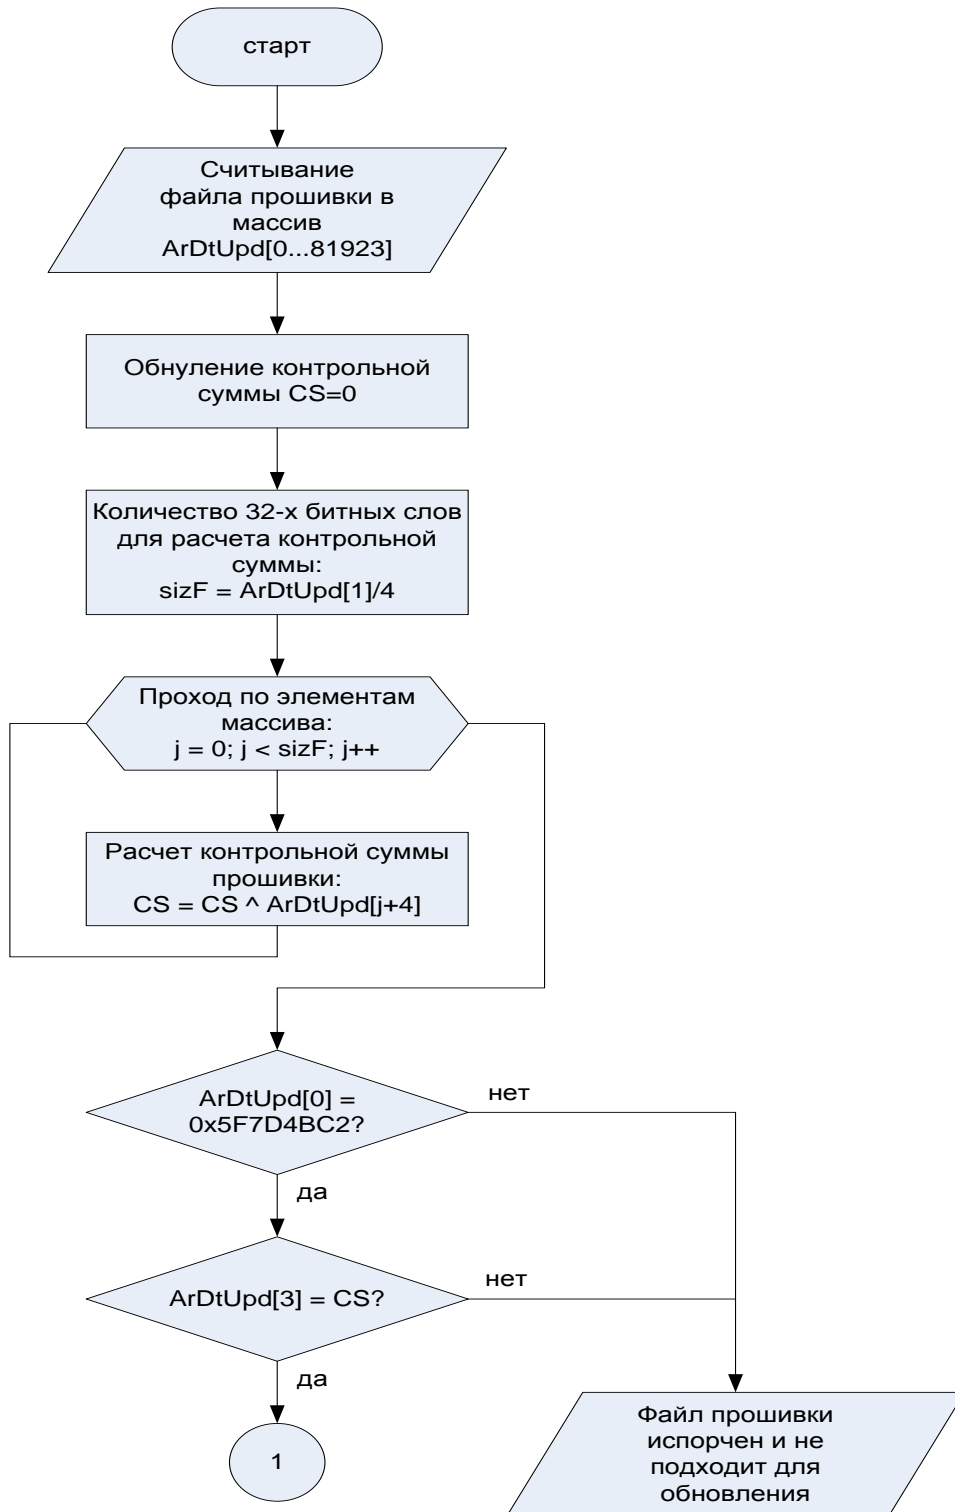 старт
Считывание
файла прошивки в
массив
ArDtUpd[0...81923]
Обнуление контрольной
суммы CS=0
Количество 32-х битных слов
для расчета контрольной
суммы:
sizF = ArDtUpd[1]/4
Проход по элементам
массива:
j = 0; j < sizF; j++
Расчет контрольной суммы
прошивки:
CS = CS ^ ArDtUpd[j+4]
ArDtUpd[0] =
0x5F7D4BC2?
нет
да
ArDtUpd[3] = CS?
нет
да
1
Файл прошивки
испорчен и не
подходит для
обновления